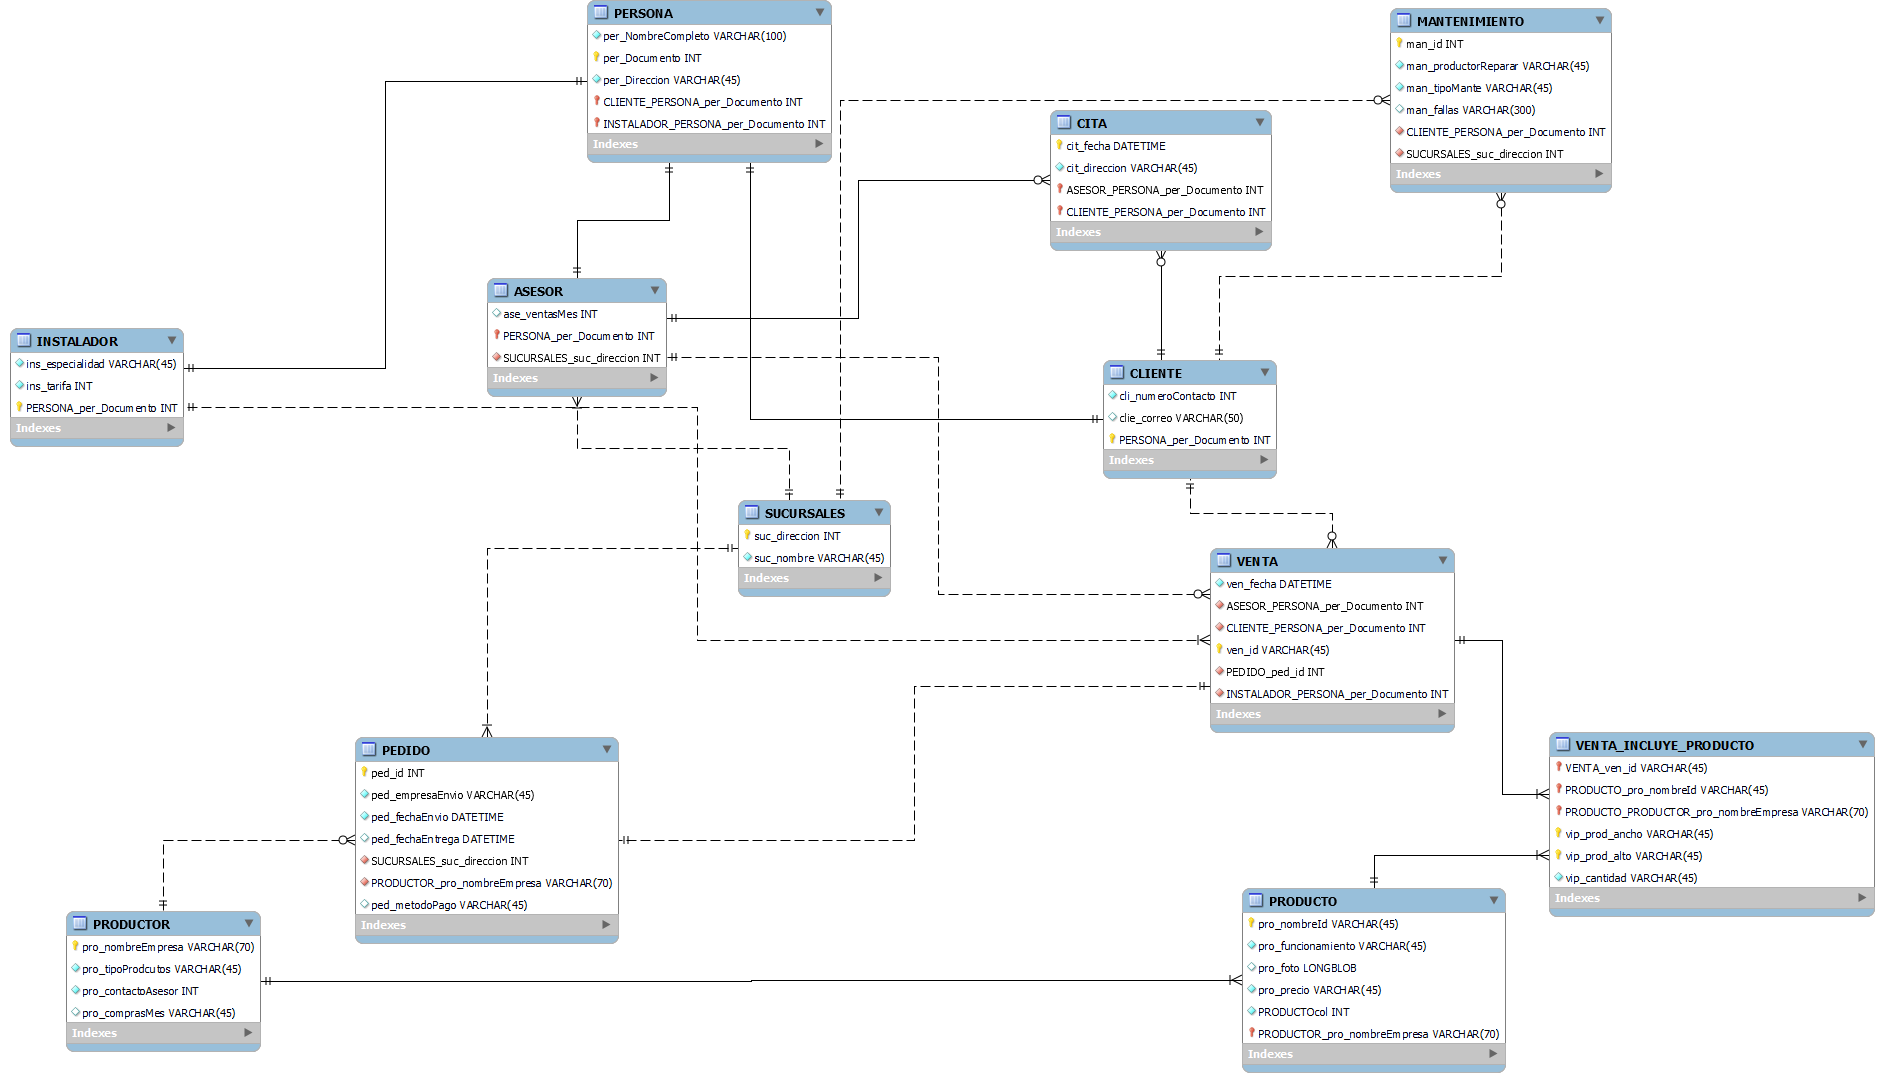 PERSONA
per_NombreCompleto VARCHAR(100)
per_Documento INT
per_Direccion VARCHAR(45)
CLIENTE_PERSONA_per_Documento INT
INSTALADOR_PERSONA_per_Documento INT
Indexes
MANTENIMIENTO
man_id INT
man_productorReparar VARCHAR(45)
man_tipoMante VARCHAR(45)
man_fallas VARCHAR(300)
CLIENTE_PERSONA_per_Documento INT
SUCURSALES_suc_direccion INT
Indexes
CITA
cit_fecha DATETIME
cit_direccion VARCHAR(45)
ASESOR_PERSONA_per_Documento INT
CLIENTE_PERSONA_per_Documento INT
Indexes
ASESOR
ase_ventasMes INT
PERSONA_per_Documento INT
SUCURSALES_suc_direccion INT
Indexes
INSTALADOR
ins_especialidad VARCHAR(45)
ins_tarifa INT
PERSONA_per_Documento INT
Indexes
CLIENTE
cli_numeroContacto INT
clie_correo VARCHAR(50)
PERSONA_per_Documento INT
Indexes
SUCURSALES
suc_direccion INT
suc_nombre VARCHAR(45)
Indexes
VENTA
ven_fecha DATETIME
ASESOR_PERSONA_per_Documento INT
CLIENTE_PERSONA_per_Documento INT
ven_id VARCHAR(45)
PEDIDO_ped_id INT
INSTALADOR_PERSONA_per_Documento INT
Indexes
PEDIDO
ped_id INT
ped_empresaEnvio VARCHAR(45)
ped_fechaEnvio DATETIME
ped_fechaEntrega DATETIME
SUCURSALES_suc_direccion INT
PRODUCTOR_pro_nombreEmpresa VARCHAR(70)
ped_metodoPago VARCHAR(45)
Indexes
VENTA_INCLUYE_PRODUCTO
VENTA_ven_id VARCHAR(45)
PRODUCTO_pro_nombreId VARCHAR(45)
PRODUCTO_PRODUCTOR_pro_nombreEmpresa VARCHAR(70)
vip_prod_ancho VARCHAR(45)
vip_prod_alto VARCHAR(45)
vip_cantidad VARCHAR(45)
Indexes
PRODUCTOR
pro_nombreEmpresa VARCHAR(70)
pro_tipoProdcutos VARCHAR(45)
pro_contactoAsesor INT
pro_comprasMes VARCHAR(45)
Indexes
PRODUCTO
pro_nombreId VARCHAR(45)
pro_funcionamiento VARCHAR(45)
pro_foto LONGBLOB
pro_precio VARCHAR(45)
PRODUCTOcol INT
PRODUCTOR_pro_nombreEmpresa VARCHAR(70)
Indexes